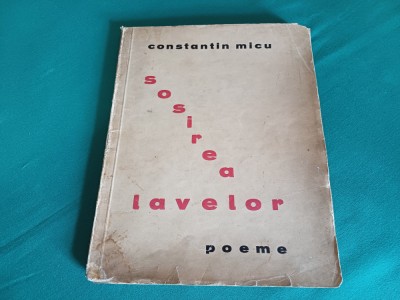 constantin micu
sosirea
lavelor
poeme